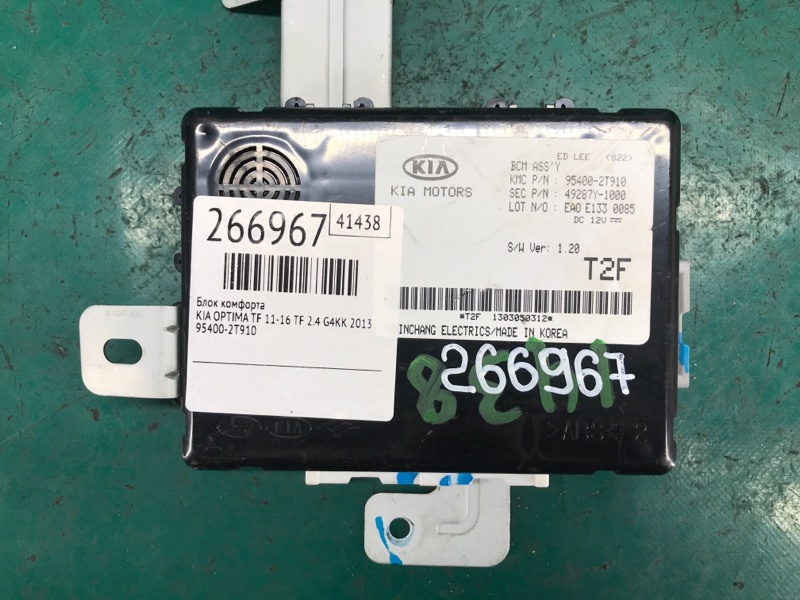 ED LEE (822)
KIA
KIA MOTORS
BCM ASS'Y
KMC P/N : 95400-2T910
SEC P/N : 49287Y-1000
LOT N/O : EAO E133 0085
DC 12V
S/W Ver: 1.20
T2F
*T2F 1303050312*
INCHANG ELECTRICS/MADE IN KOREA
266967
41438
Блок комфорта
KIA OPTIMA TF 11-16 TF 2.4 G4KK 2013
95400-2T910
266967
KIA